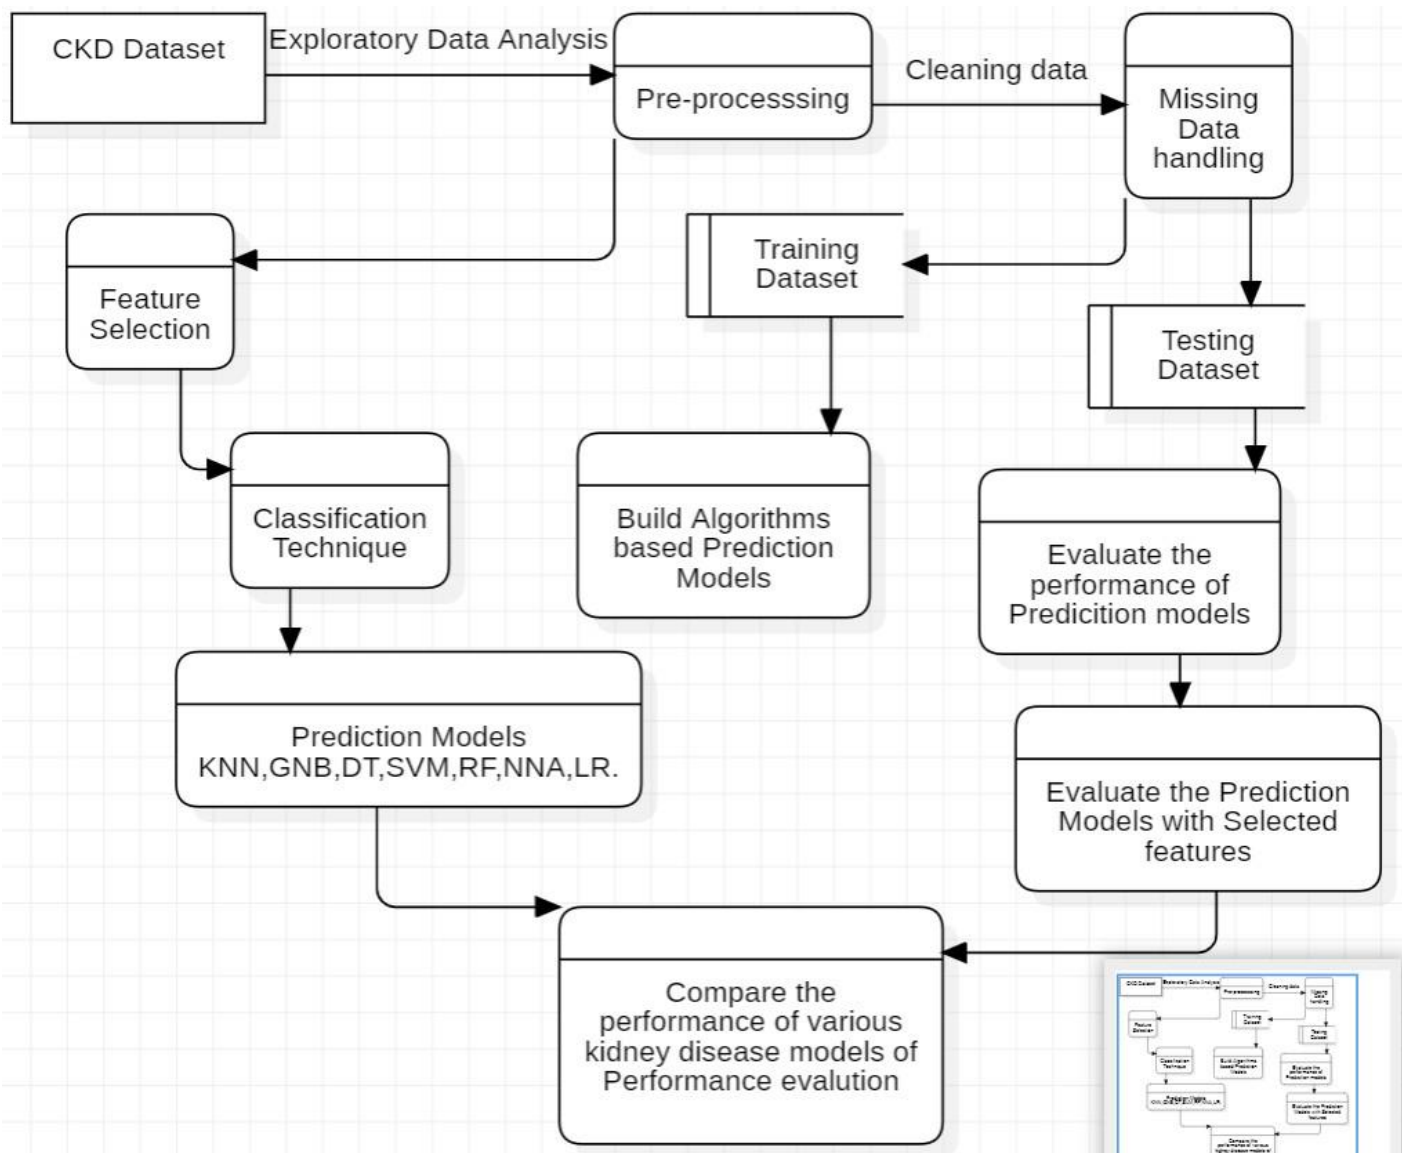 CKD Dataset
Exploratory Data Analysis
Pre-processsing
Cleaning data
Missing
Data
handling
Feature
Selection
Training
Dataset
Testing
Dataset
Classification
Technique
Build Algorithms
based Prediction
Models
Evaluate the
performance of
Predicition models
Prediction Models
KNN,GNB,DT,SVM,RF,NNA,LR.
Evaluate the Prediction
Models with Selected
features
Compare the
performance of various
kidney disease models of
Performance evalution